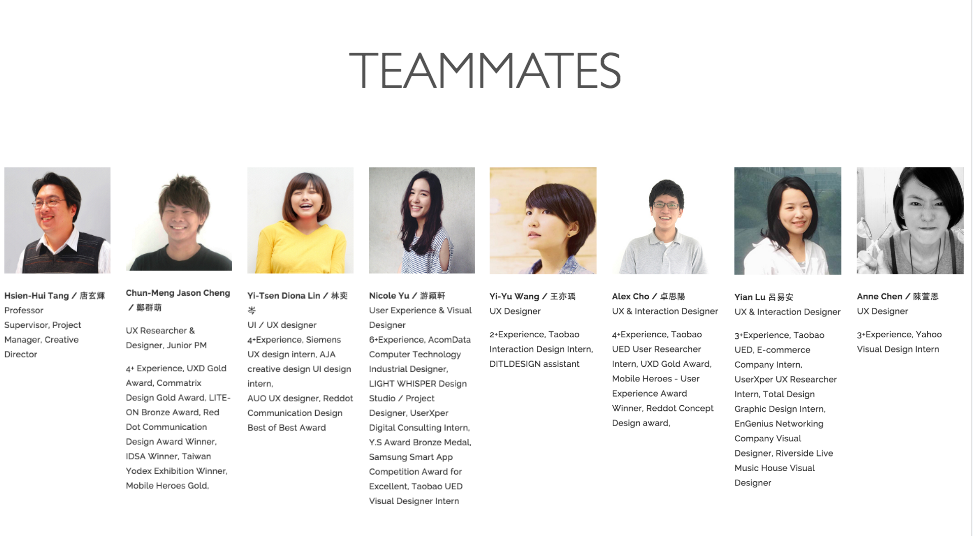 TEAMMATES
Hsien-Hui Tang / 唐玄輝
Professor
Supervisor, Project
Manager, Creative
Director
Chun-Meng Jason Cheng
/ 鄭群萌
UX Researcher &
Designer, Junior PM
4+ Experience, UXD Gold
Award, Commatrix
Design Gold Award, LITE-
ON Bronze Award, Red
Dot Communication
Design Award Winner,
IDSA Winner, Taiwan
Yodex Exhibition Winner,
Mobile Heroes Gold,
Yi-Tsen Diona Lin / 林奕
岑
UI / UX designer
4+Experience, Siemens
UX design intern, AJA
creative design UI design
intern,
AUO UX designer, Reddot
Communication Design
Best of Best Award
Nicole Yu / 游穎軒
User Experience & Visual
Designer
6+Experience, AcomData
Computer Technology
Industrial Designer,
LIGHT WHISPER Design
Studio / Project
Designer, UserXper
Digital Consulting Intern,
Y.S Award Bronze Medal,
Samsung Smart App
Competition Award for
Excellent, Taobao UED
Visual Designer Intern
Yi-Yu Wang / 王亦瑀
UX Designer
2+Experience, Taobao
Interaction Design Intern,
DITLDESIGN assistant
Alex Cho / 卓思陽
UX & Interaction Designer
4+Experience, Taobao
UED User Researcher
Intern, UXD Gold Award,
Mobile Heroes - User
Experience Award
Winner, Reddot Concept
Design award,
Yian Lu 呂易安
UX & Interaction Designer
3+Experience, Taobao
UED, E-commerce
Company Intern,
UserXper UX Researcher
Intern, Total Design
Graphic Design Intern,
EnGenius Networking
Company Visual
Designer, Riverside Live
Music House Visual
Designer
Anne Chen / 陳萱恩
UX Designer
3+Experience, Yahoo
Visual Design Intern